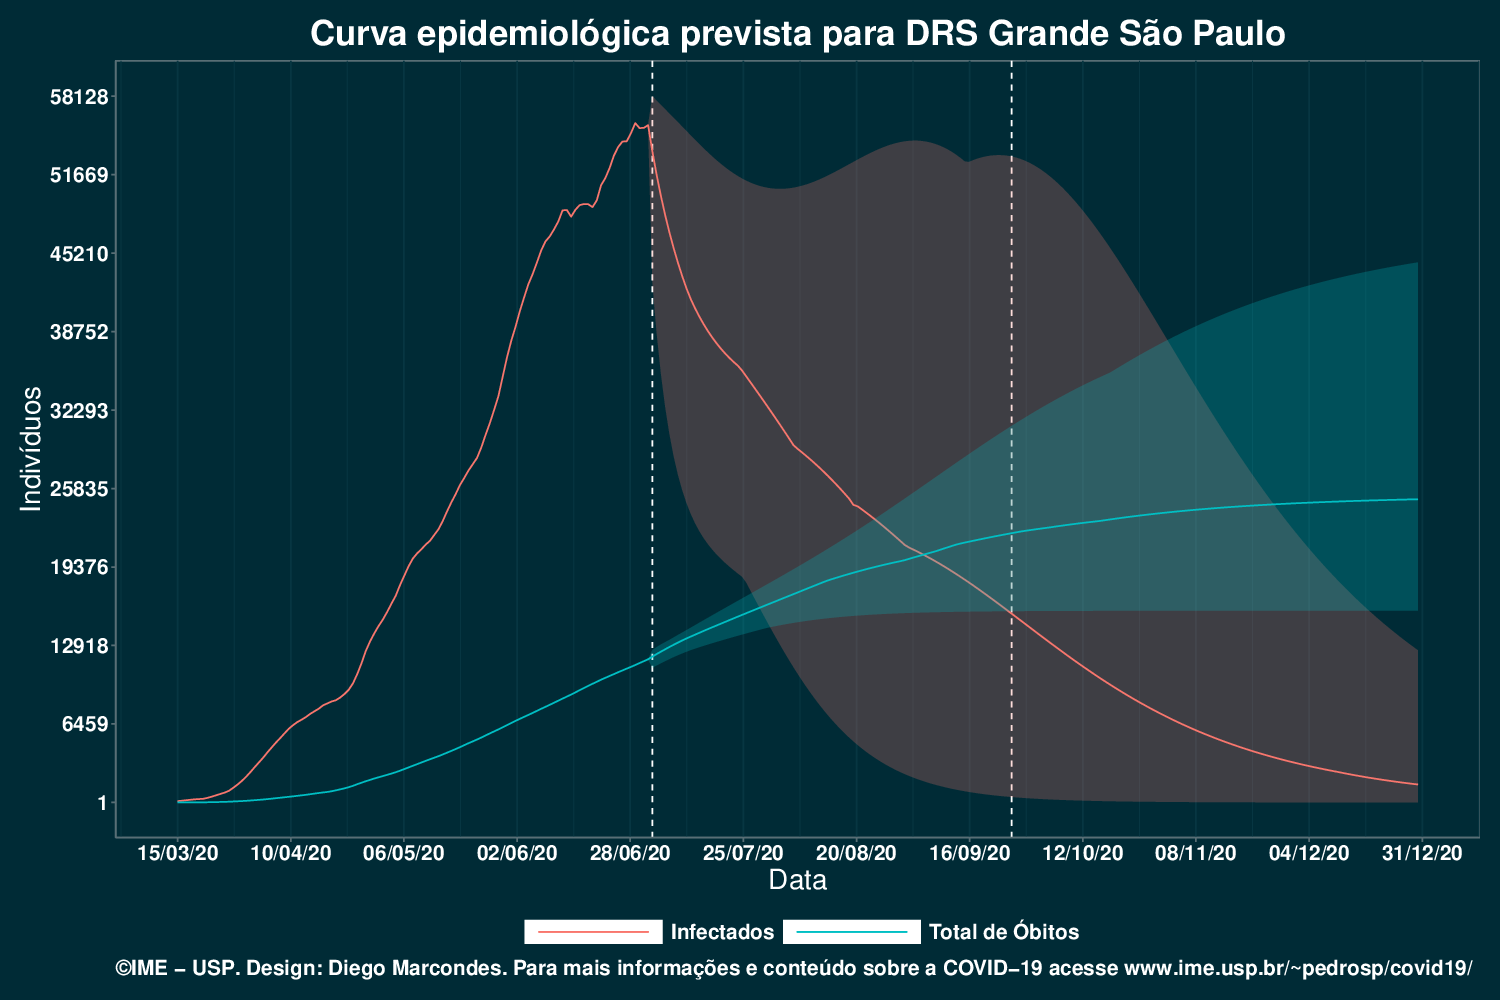 Curva epidemiológica prevista para DRS Grande São Paulo
58128
51669
45210
38752
32293
25835
19376
12918
6459
1
Indivíduos
15/03/20 10/04/20 06/05/20 02/06/20 28/06/20 25/07/20 20/08/20 16/09/20 12/10/20 08/11/20 04/12/20 31/12/20
Data
Infectados Total de Óbitos
©IME – USP. Design: Diego Marcondes. Para mais informações e conteúdo sobre a COVID–19 acesse www.ime.usp.br/~pedrosp/covid19/